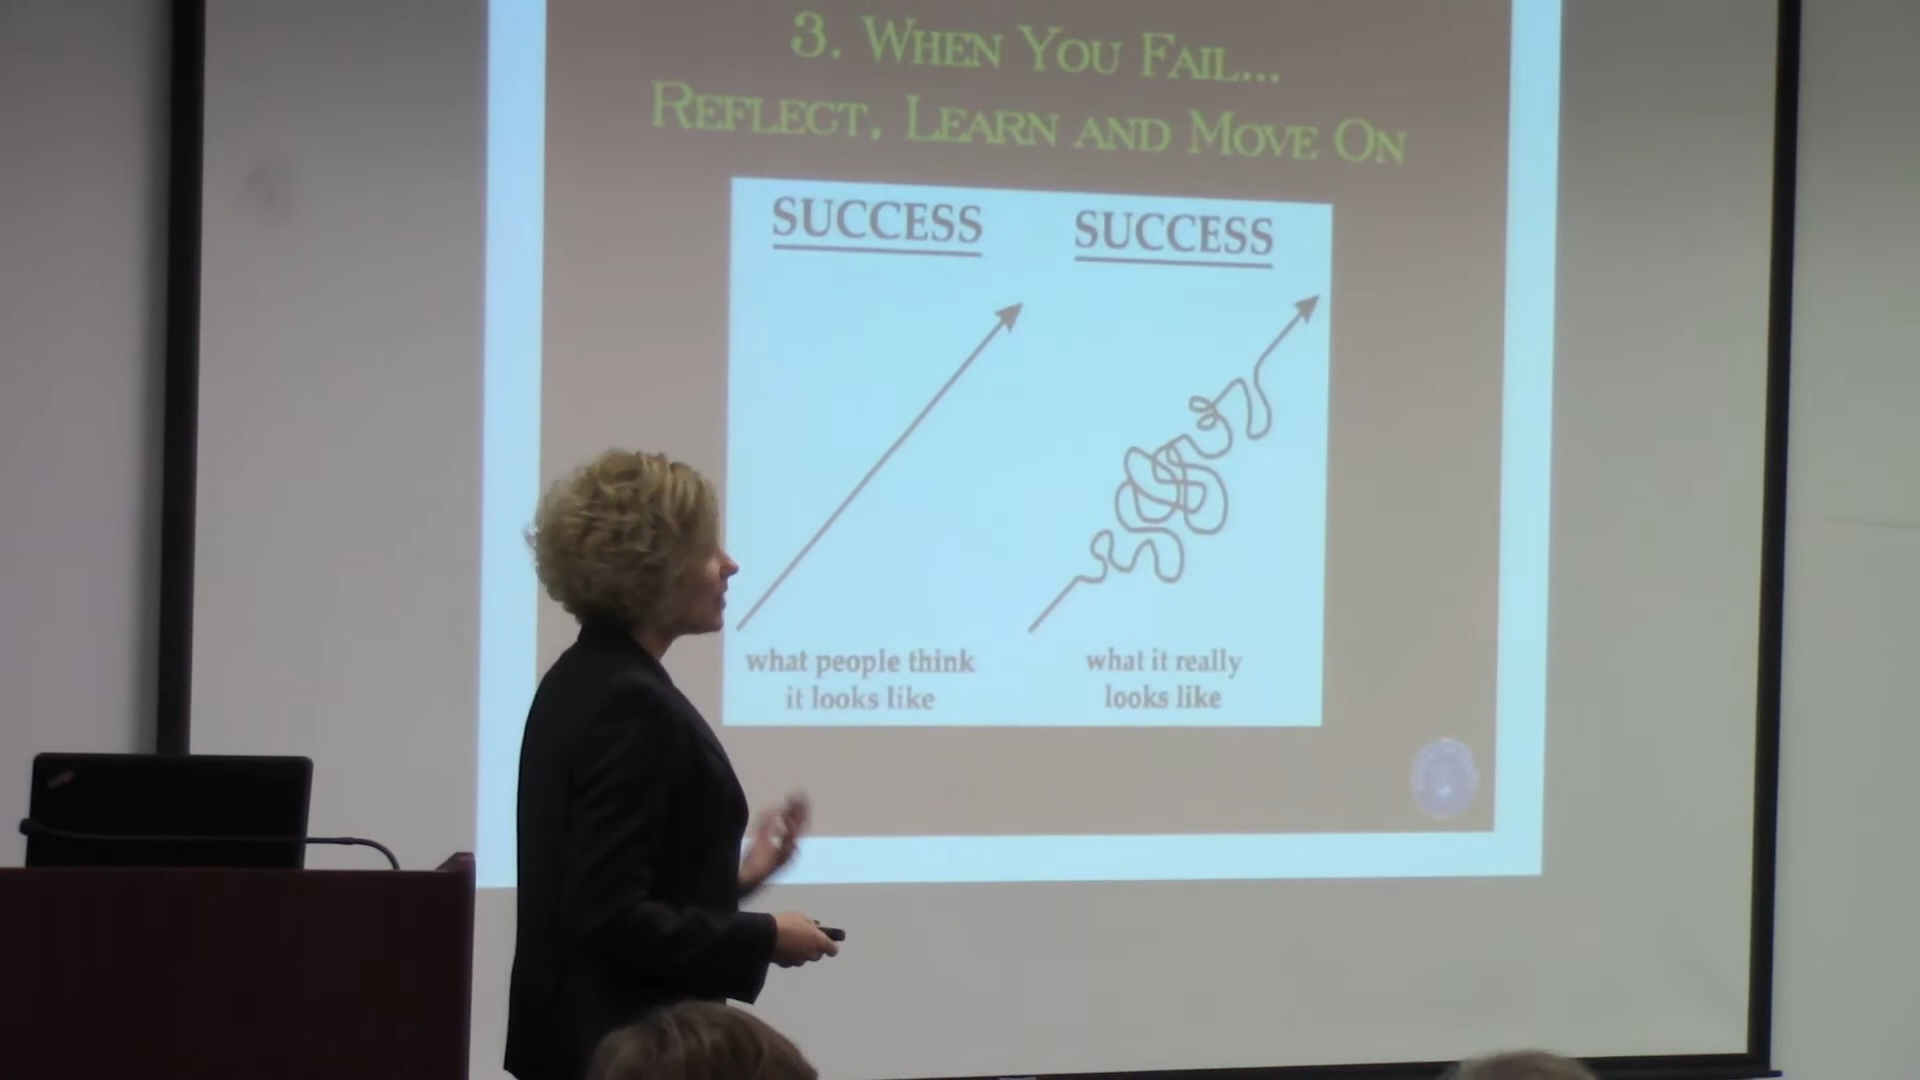 3. WHEN YOU FAIL...
REFLECT, LEARN AND MOVE ON
SUCCESS
SUCCESS
what people think
it looks like
what it really
looks like